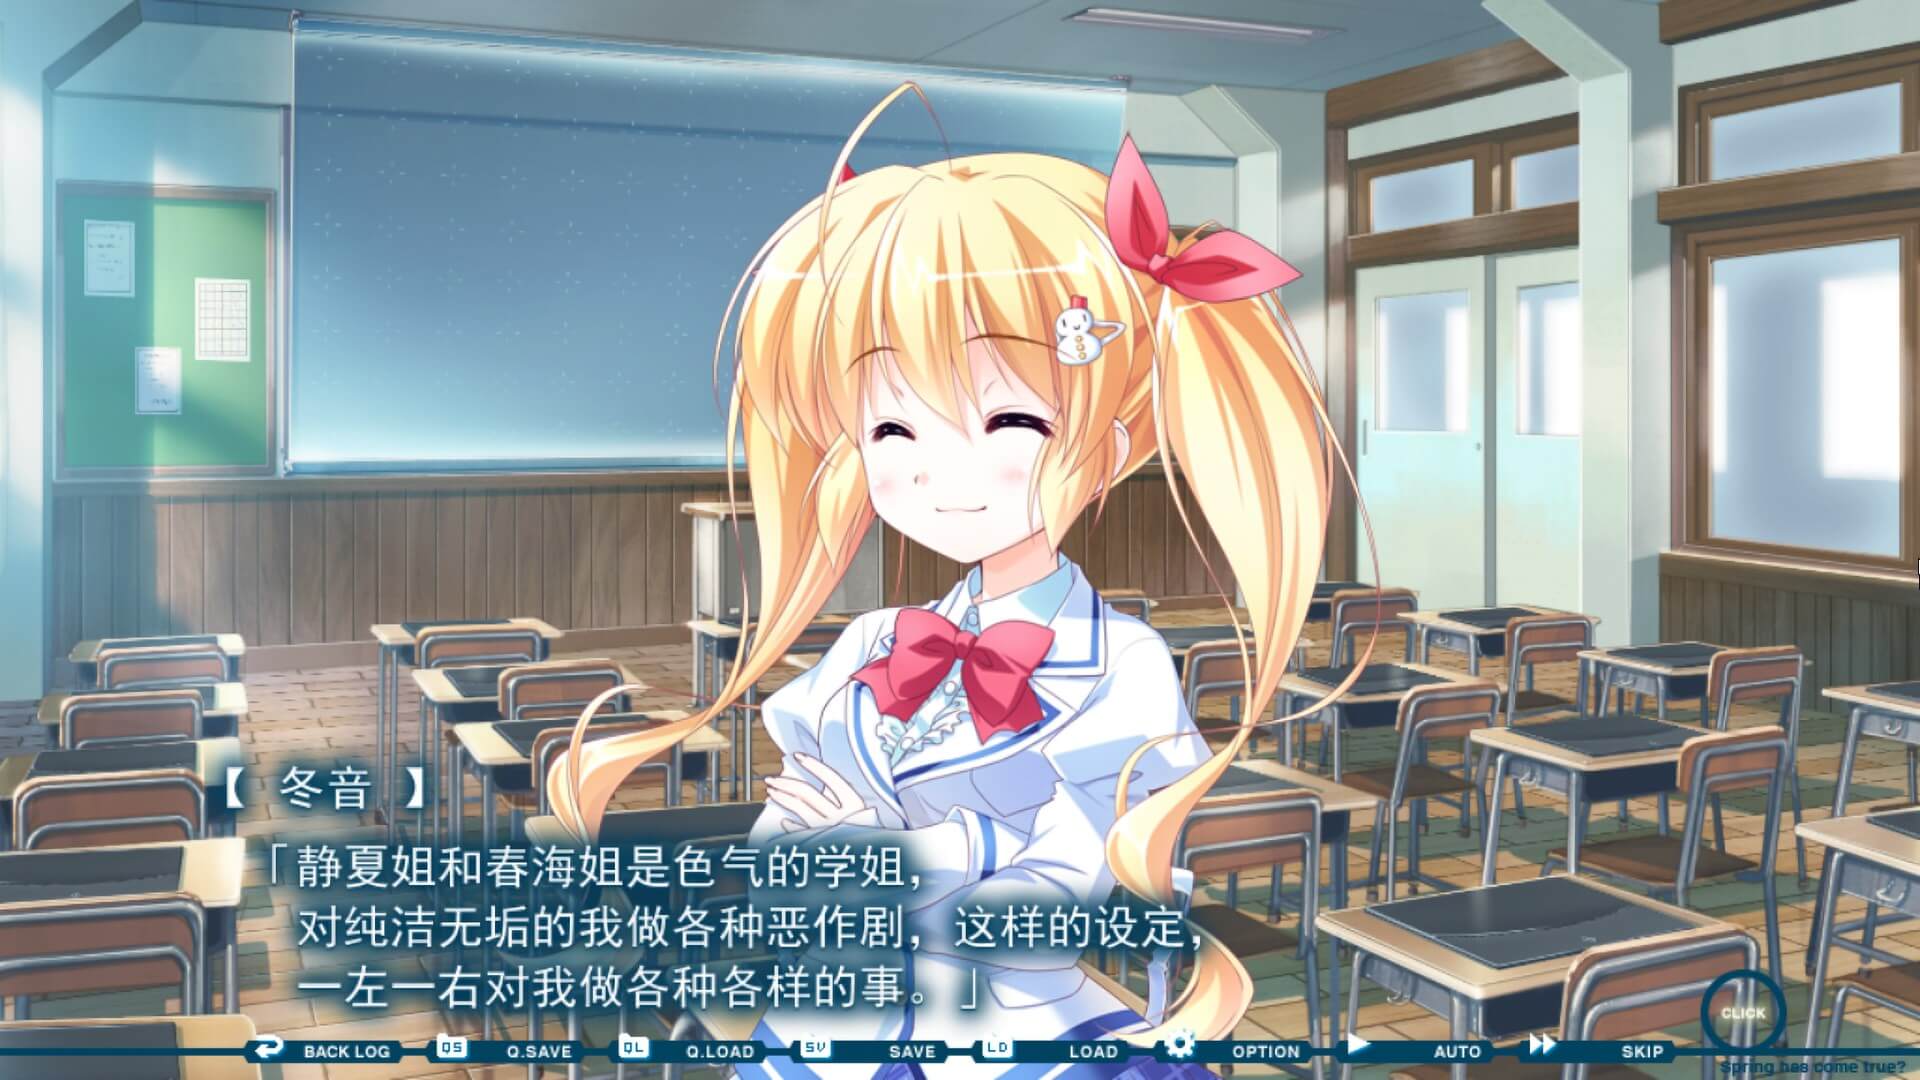 【 冬音 】
「静夏姐和春海姐是色气的学姐，
对纯洁无垢的我做各种恶作剧，这样的设定，
一左一右对我做各种各样的事。」
BACK LOG
QS Q.SAVE
QL Q.LOAD
SV SAVE
LD LOAD
OPTION
AUTO
SKIP
CLICK
Spring has come true?